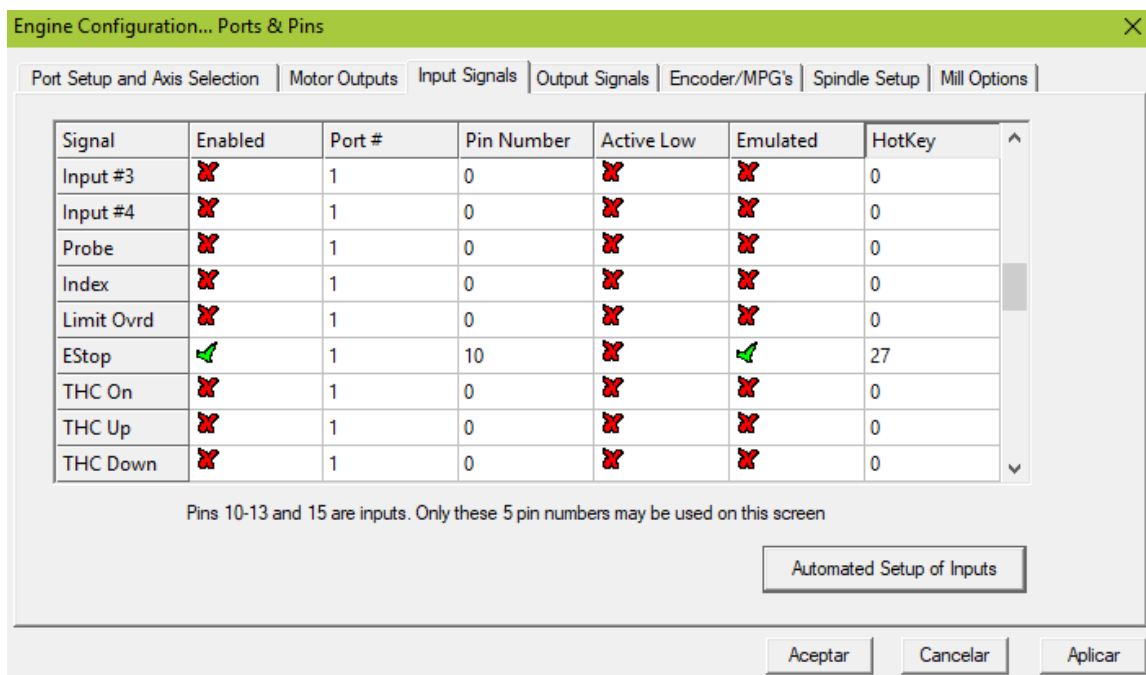 Engine Configuration... Ports & Pins
Port Setup and Axis Selection Motor Outputs Input Signals Output Signals Encoder/MPG's Spindle Setup Mill Options
Signal Enabled Port # Pin Number Active Low Emulated HotKey
Input #3 1 0 0
Input #4 1 0 0
Probe 1 0 0
Index 1 0 0
Limit Ovrd 1 0 0
EStop 1 10 27
THC On 1 0 0
THC Up 1 0 0
THC Down 1 0 0
Pins 10-13 and 15 are inputs. Only these 5 pin numbers may be used on this screen
Automated Setup of Inputs
Aceptar Cancelar Aplicar